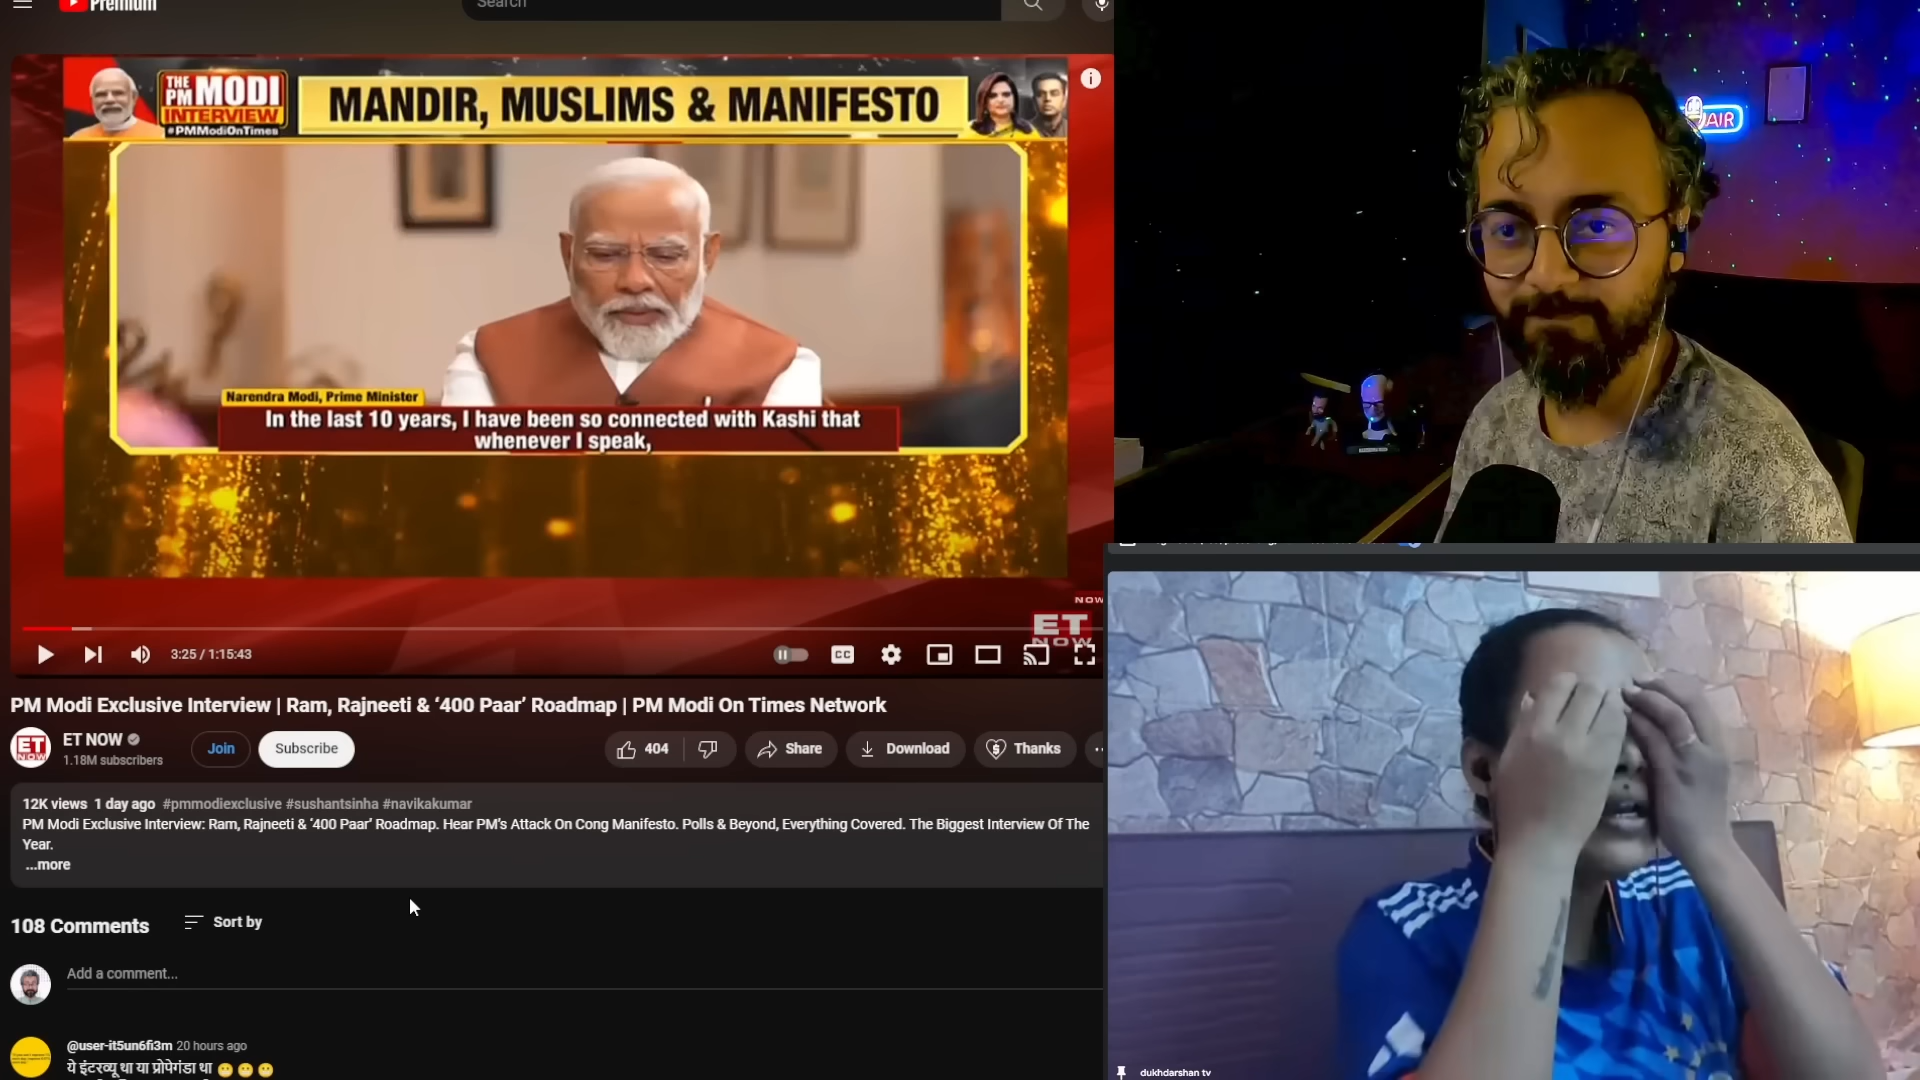 Premium
Search
THE PM MODI INTERVIEW
#PMModiOnTimes
MANDIR, MUSLIMS & MANIFESTO
Narendra Modi, Prime Minister
In the last 10 years, I have been so connected with Kashi that
whenever I speak,
AIR
NOW
ET
NOW
3:25 / 1:15:43
CC
PM Modi Exclusive Interview | Ram, Rajneeti & ‘400 Paar’ Roadmap | PM Modi On Times Network
ET NOW
ET NOW
1.18M subscribers
Join
Subscribe
404
Share
Download
Thanks
12K views 1 day ago #pmmodiexclusive #sushantsinha #navikakumar
PM Modi Exclusive Interview: Ram, Rajneeti & ‘400 Paar’ Roadmap. Hear PM's Attack On Cong Manifesto. Polls & Beyond, Everything Covered. The Biggest Interview Of The
Year.
...more
108 Comments
Sort by
Add a comment...
@user-it5un6fi3m 20 hours ago
ये इंटरव्यू था या प्रोपेगंडा था 😁 😁 😁
dukhdarshan tv